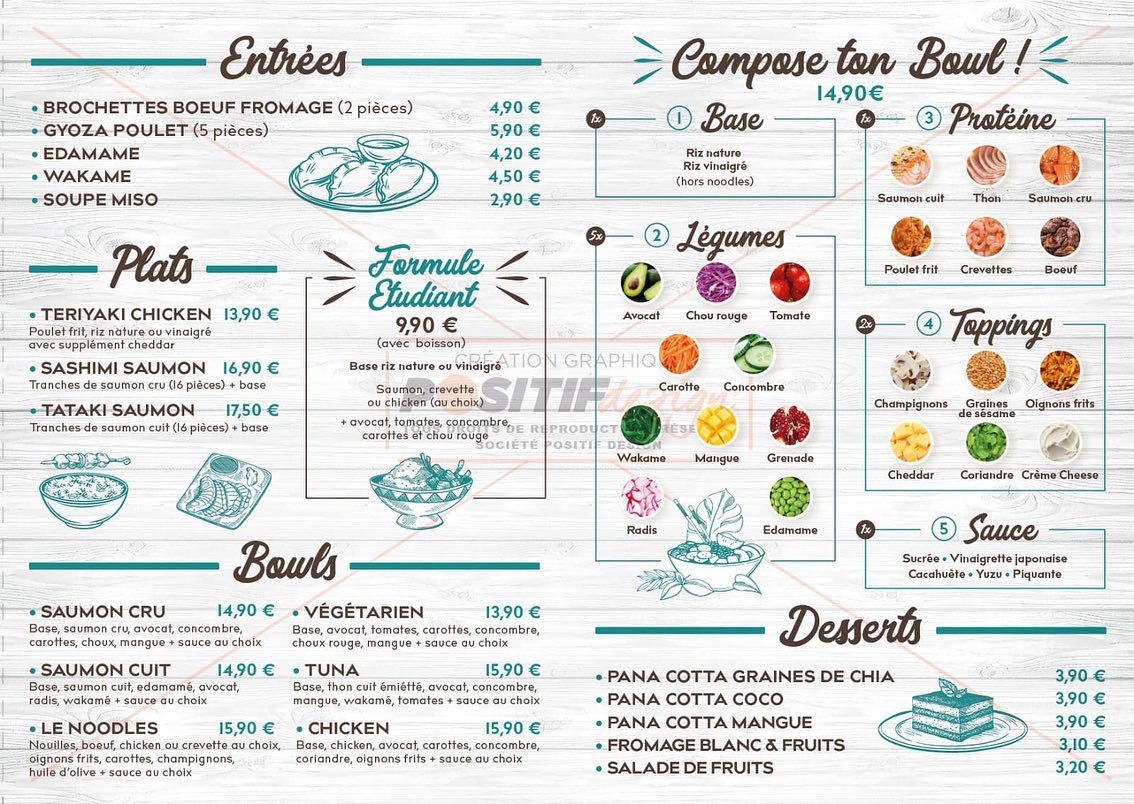 Entrées
• BROCHETTES BOEUF FROMAGE (2 pièces) 4,90 €
• GYOZA POULET (5 pièces) 5,90 €
• EDAMAME 4,20 €
• WAKAME 4,50 €
• SOUPE MISO 2,90 €
Plats
• TERIYAKI CHICKEN 13,90 €
Poulet frit, riz nature ou vinaigré
avec supplément cheddar
• SASHIMI SAUMON 16,90 €
Tranches de saumon cru (16 pièces) + base
• TATAKI SAUMON 17,50 €
Tranches de saumon cuit (16 pièces) + base
Formule
Etudiant
9,90 €
(avec boisson)
Base riz nature ou vinaigré
Saumon, crevette
ou chicken (au choix)
+ avocat, tomates, concombre,
carottes et chou rouge
CRÉATION GRAPHIQUE
POSITIF design
TOUS DROITS DE REPRODUCTION
SOCIÉTÉ POSITIF DESIGN
Bowls
• SAUMON CRU 14,90 €
Base, saumon cru, avocat, concombre,
carottes, choux, mangue + sauce au choix
• SAUMON CUIT 14,90 €
Base, saumon cuit, edamamé, avocat,
radis, wakamé + sauce au choix
• LE NOODLES 15,90 €
Nouilles, boeuf, chicken ou crevette au choix,
oignons frits, carottes, champignons,
huile d'olive + sauce au choix
• VÉGÉTARIEN 13,90 €
Base, avocat, tomates, carottes, concombre,
choux rouge, mangue + sauce au choix
• TUNA 15,90 €
Base, thon cuit émiétté, avocat, concombre,
mangue, wakamé, tomates + sauce au choix
• CHICKEN 15,90 €
Base, chicken, avocat, carottes, concombre,
coriandre, oignons frits + sauce au choix
Compose ton Bowl !
14,90€
1x 1 Base
Riz nature
Riz vinaigré
(hors noodles)
5x 2 Légumes
Avocat Chou rouge Tomate
Carotte Concombre
Wakame Mangue Grenade
Radis Edamame
1x 3 Protéine
Saumon cuit Thon Saumon cru
Poulet frit Crevettes Boeuf
2x 4 Toppings
Champignons Graines de sésame Oignons frits
Cheddar Coriandre Crème Cheese
1x 5 Sauce
Sucrée • Vinaigrette japonaise
Cacahuête • Yuzu • Piquante
Desserts
• PANA COTTA GRAINES DE CHIA 3,90 €
• PANA COTTA COCO 3,90 €
• PANA COTTA MANGUE 3,90 €
• FROMAGE BLANC & FRUITS 3,10 €
• SALADE DE FRUITS 3,20 €